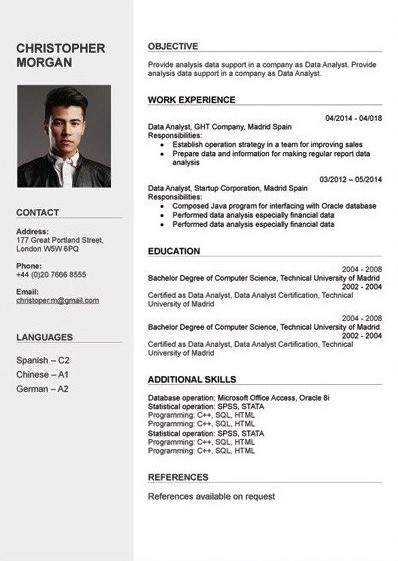 CHRISTOPHER
MORGAN
CONTACT
Address:
177 Great Portland Street,
London W5W 6PQ
Phone:
+44 (0)20 7666 8555
Email:
christoper.m@gmail.com
LANGUAGES
Spanish – C2
Chinese – A1
German – A2
OBJECTIVE
Provide analysis data support in a company as Data Analyst. Provide
analysis data support in a company as Data Analyst.
WORK EXPERIENCE
04/2014 - 04/018
Data Analyst, GHT Company, Madrid Spain
Responsibilities:
• Establish operation strategy in a team for improving sales
• Prepare data and information for making regular report data
analysis
03/2012 – 05/2014
Data Analyst, Startup Corporation, Madrid Spain
Responsibilities:
• Composed Java program for interfacing with Oracle database
• Performed data analysis especially financial data
• Performed data analysis especially financial data
EDUCATION
2004 - 2008
Bachelor Degree of Computer Science, Technical University of Madrid
2002 - 2004
Certified as Data Analyst, Data Analyst Certification, Technical
University of Madrid
2004 - 2008
Bachelor Degree of Computer Science, Technical University of Madrid
2002 - 2004
Certified as Data Analyst, Data Analyst Certification, Technical
University of Madrid
ADDITIONAL SKILLS
Database operation: Microsoft Office Access, Oracle 8i
Statistical operation: SPSS, STATA
Programming: C++, SQL, HTML
Programming: C++, SQL, HTML
Statistical operation: SPSS, STATA
Programming: C++, SQL, HTML
Programming: C++, SQL, HTML
REFERENCES
References available on request